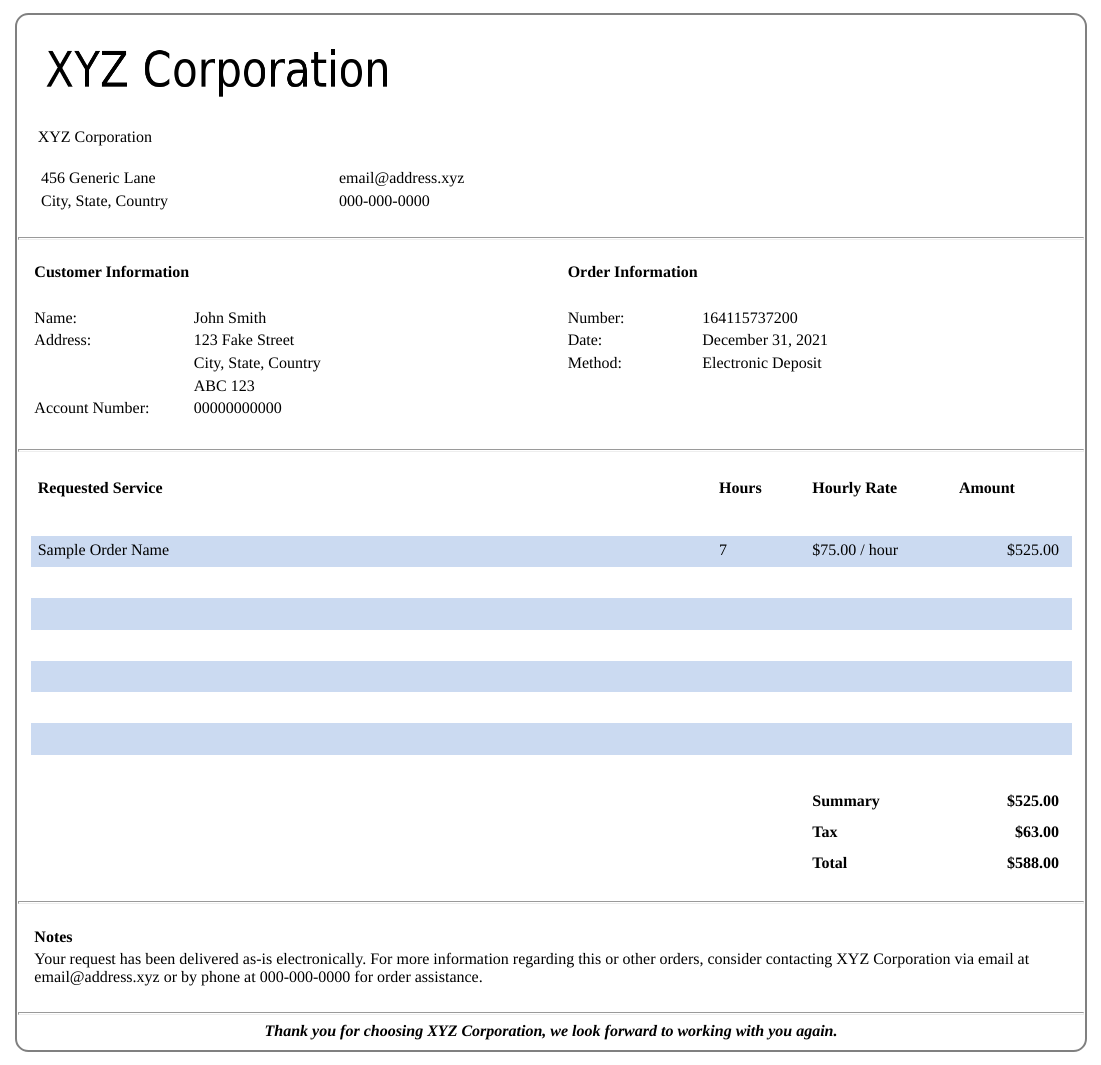 XYZ Corporation
XYZ Corporation
456 Generic Lane email@address.xyz
City, State, Country 000-000-0000
Customer Information Order Information
Name: John Smith Number: 164115737200
Address: 123 Fake Street Date: December 31, 2021
City, State, Country Method: Electronic Deposit
ABC 123
Account Number: 00000000000
Requested Service Hours Hourly Rate Amount
Sample Order Name 7 $75.00 / hour $525.00
Summary $525.00
Tax $63.00
Total $588.00
Notes
Your request has been delivered as-is electronically. For more information regarding this or other orders, consider contacting XYZ Corporation via email at
email@address.xyz or by phone at 000-000-0000 for order assistance.
Thank you for choosing XYZ Corporation, we look forward to working with you again.